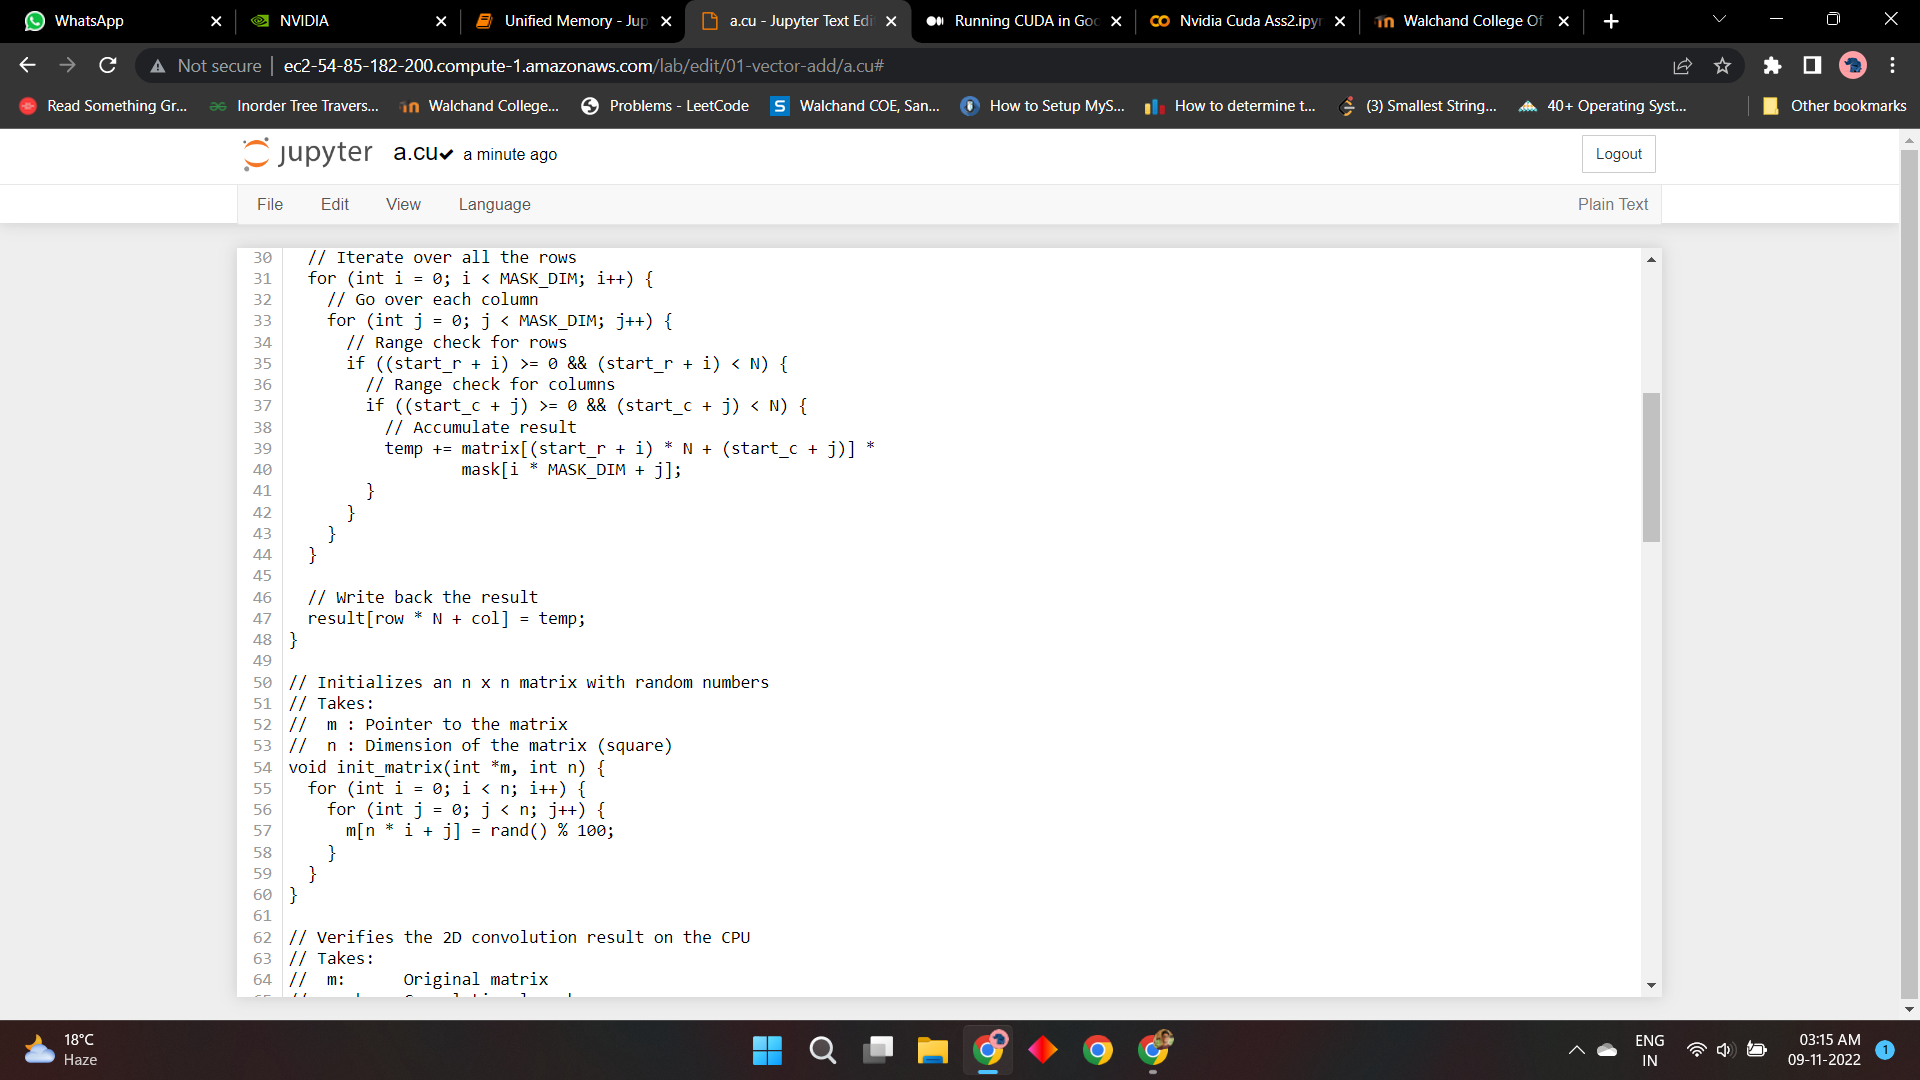 WhatsApp
NVIDIA
Unified Memory - Jup
a.cu - Jupyter Text Edi
Running CUDA in Goo
Nvidia Cuda Ass2.ipyn
Walchand College Of
Not secure
ec2-54-85-182-200.compute-1.amazonaws.com/lab/edit/01-vector-add/a.cu#
Read Something Gr...
Inorder Tree Travers...
Walchand College...
Problems - LeetCode
Walchand COE, San...
How to Setup MyS...
How to determine t...
(3) Smallest String...
40+ Operating Syst...
Other bookmarks
jupyter
a.cu
a minute ago
Logout
File
Edit
View
Language
Plain Text
30   // Iterate over all the rows
31   for (int i = 0; i < MASK_DIM; i++) {
32     // Go over each column
33     for (int j = 0; j < MASK_DIM; j++) {
34       // Range check for rows
35       if ((start_r + i) >= 0 && (start_r + i) < N) {
36         // Range check for columns
37         if ((start_c + j) >= 0 && (start_c + j) < N) {
38           // Accumulate result
39           temp += matrix[(start_r + i) * N + (start_c + j)] *
40                   mask[i * MASK_DIM + j];
41         }
42       }
43     }
44   }
45
46   // Write back the result
47   result[row * N + col] = temp;
48 }
49
50 // Initializes an n x n matrix with random numbers
51 // Takes:
52 //  m : Pointer to the matrix
53 //  n : Dimension of the matrix (square)
54 void init_matrix(int *m, int n) {
55   for (int i = 0; i < n; i++) {
56     for (int j = 0; j < n; j++) {
57       m[n * i + j] = rand() % 100;
58     }
59   }
60 }
61
62 // Verifies the 2D convolution result on the CPU
63 // Takes:
64 //  m:      Original matrix
18°C
Haze
ENG
IN
03:15 AM
09-11-2022
1